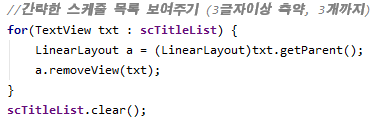 //간략한 스케줄 목록 보여주기 (3글자이상 축약, 3개까지)
for(TextView txt : scTitleList) {
    LinearLayout a = (LinearLayout)txt.getParent();
    a.removeView(txt);
}
scTitleList.clear();